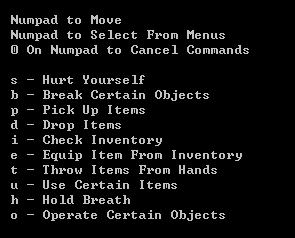 Numpad to Move
Numpad to Select From Menus
0 On Numpad to Cancel Commands
s - Hurt Yourself
b - Break Certain Objects
p - Pick Up Items
d - Drop Items
i - Check Inventory
e - Equip Item From Inventory
t - Throw Items From Hands
u - Use Certain Items
h - Hold Breath
o - Operate Certain Objects